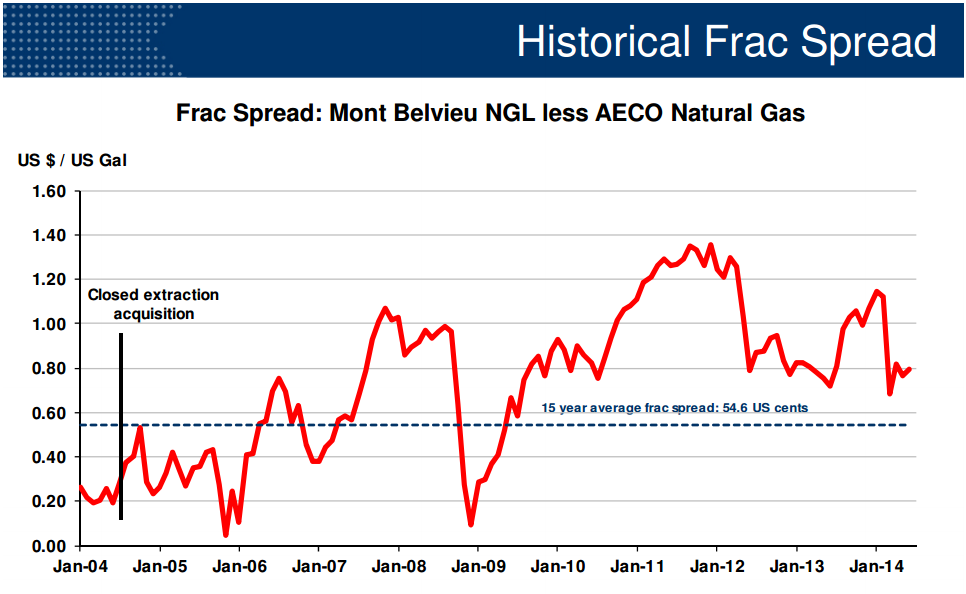 Historical Frac Spread
Frac Spread: Mont Belvieu NGL less AECO Natural Gas
US $ / US Gal
1.60
1.40
1.20
Closed extraction
acquisition
1.00
0.80
15 year average frac spread: 54.6 US cents
0.60
0.40
0.20
0.00
Jan-04 Jan-05 Jan-06 Jan-07 Jan-08 Jan-09 Jan-10 Jan-11 Jan-12 Jan-13 Jan-14